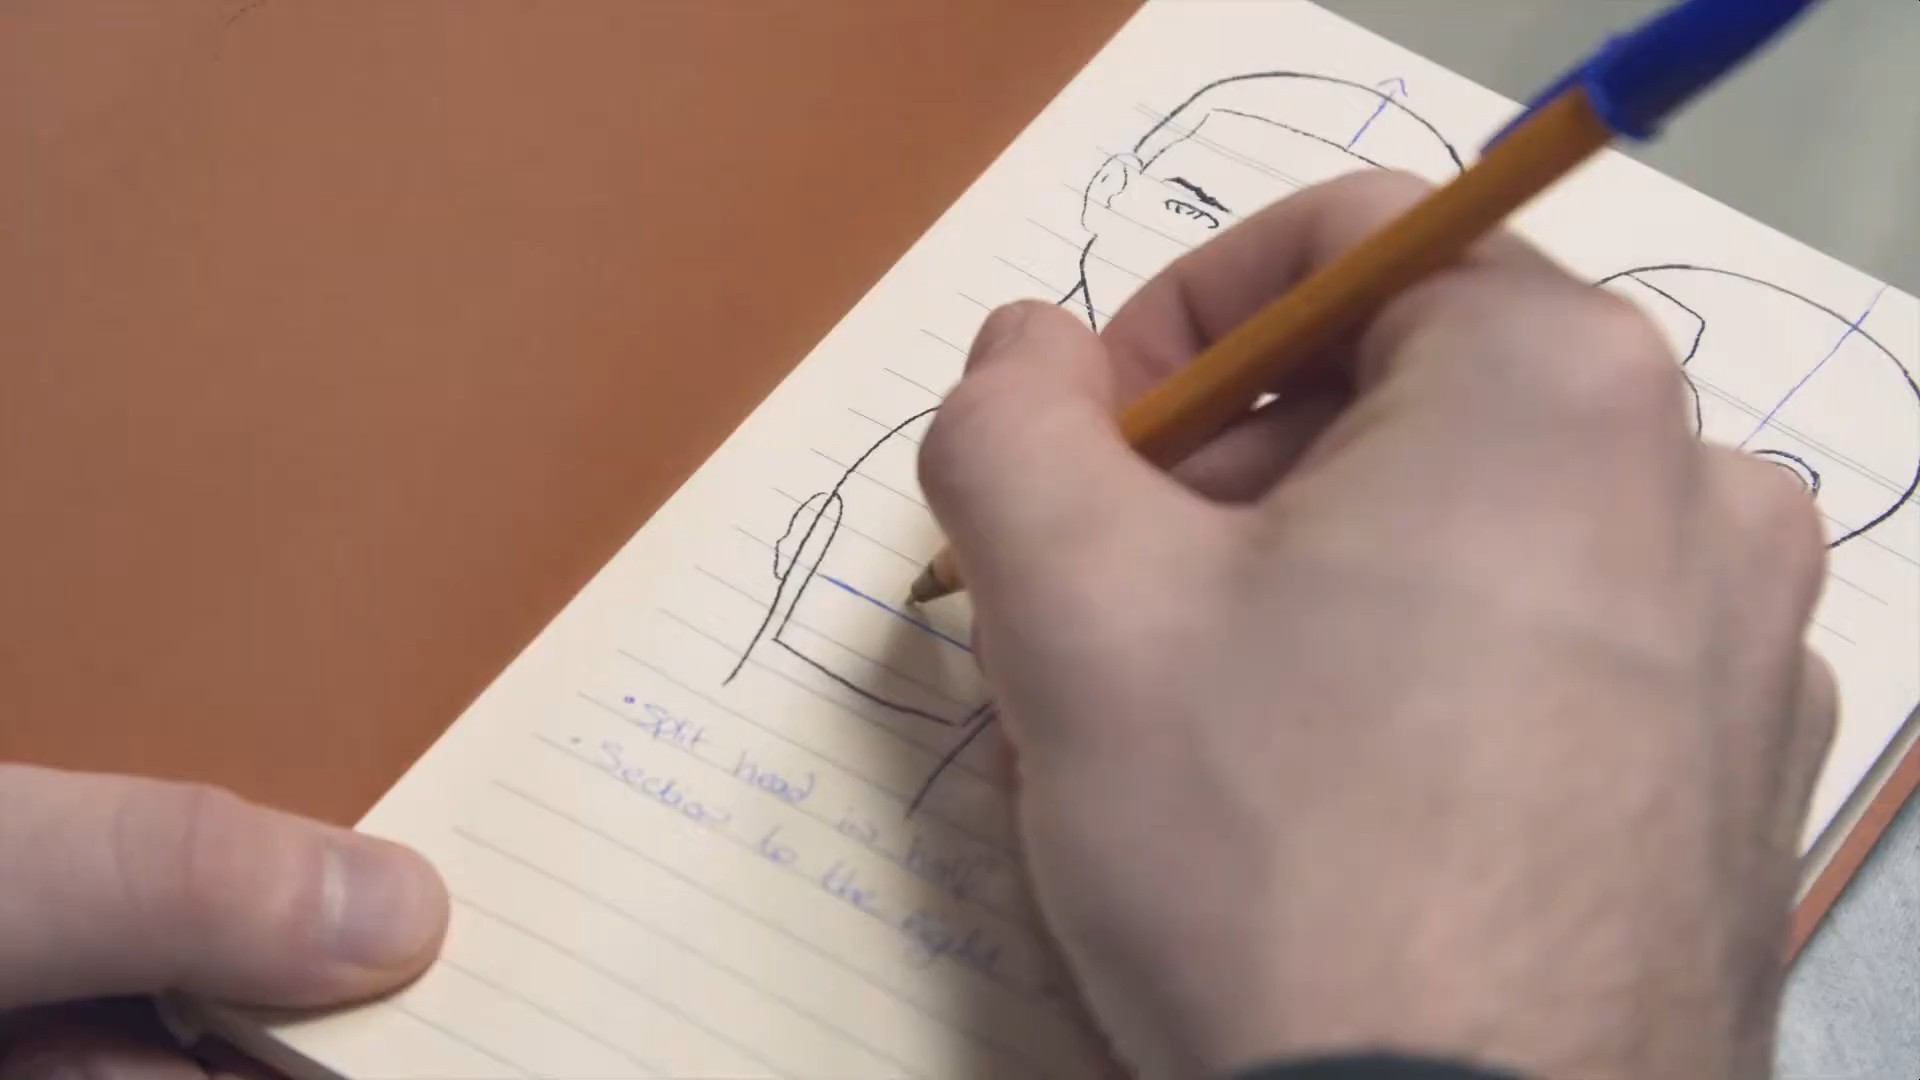 • Split head in half
• Section to the right